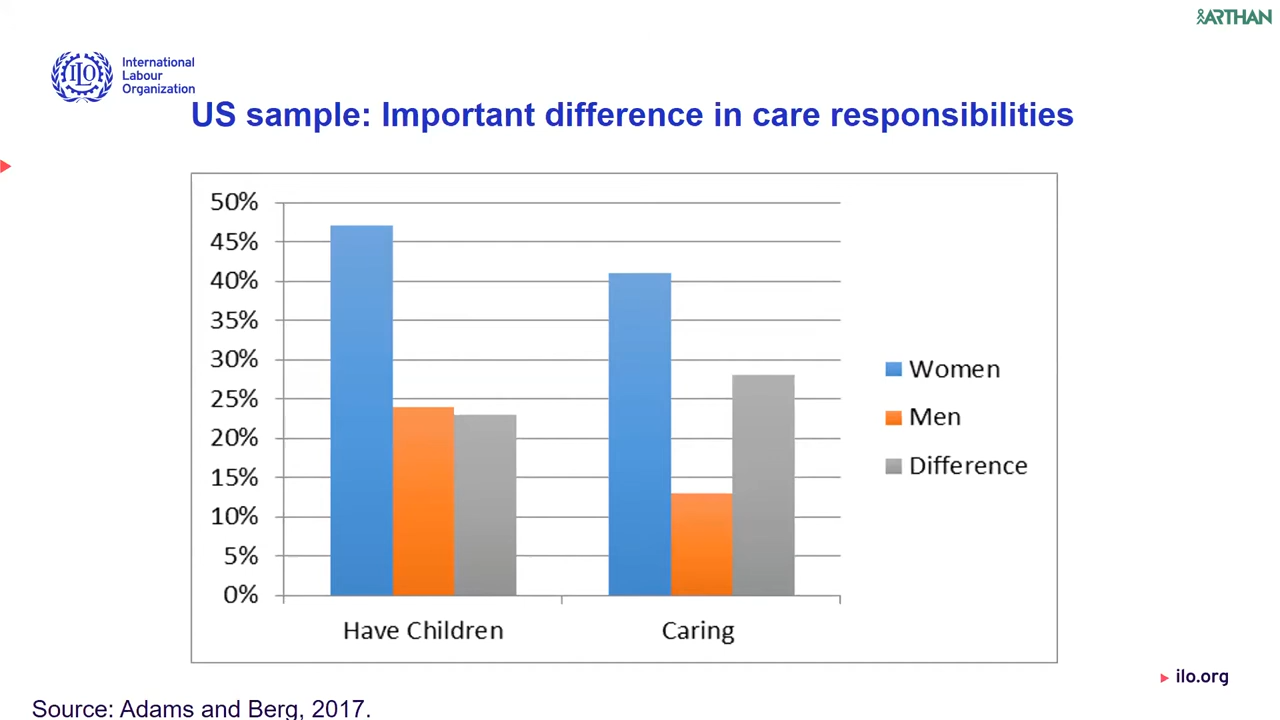 ARTHAN
ILO
International
Labour
Organization
US sample: Important difference in care responsibilities
50%
45%
40%
35%
30%
25%
20%
15%
10%
5%
0%
Have Children
Caring
Women
Men
Difference
ilo.org
Source: Adams and Berg, 2017.